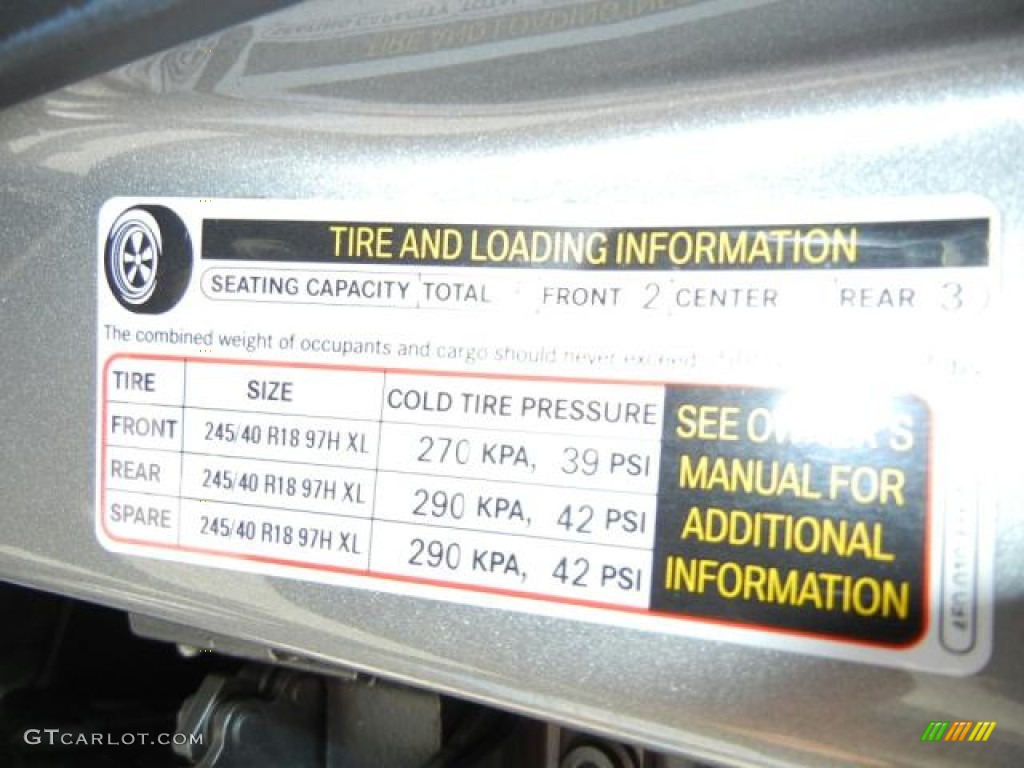 TIRE AND LOADING INFORMATION
SEATING CAPACITY TOTAL FRONT 2 CENTER REAR 3
The combined weight of occupants and cargo should never exceed
TIRE SIZE COLD TIRE PRESSURE
FRONT 245/40 R18 97H XL 270 KPA, 39 PSI
REAR 245/40 R18 97H XL 290 KPA, 42 PSI
SPARE 245/40 R18 97H XL 290 KPA, 42 PSI
SEE OWNER'S
MANUAL FOR
ADDITIONAL
INFORMATION
GTCARLOT.COM